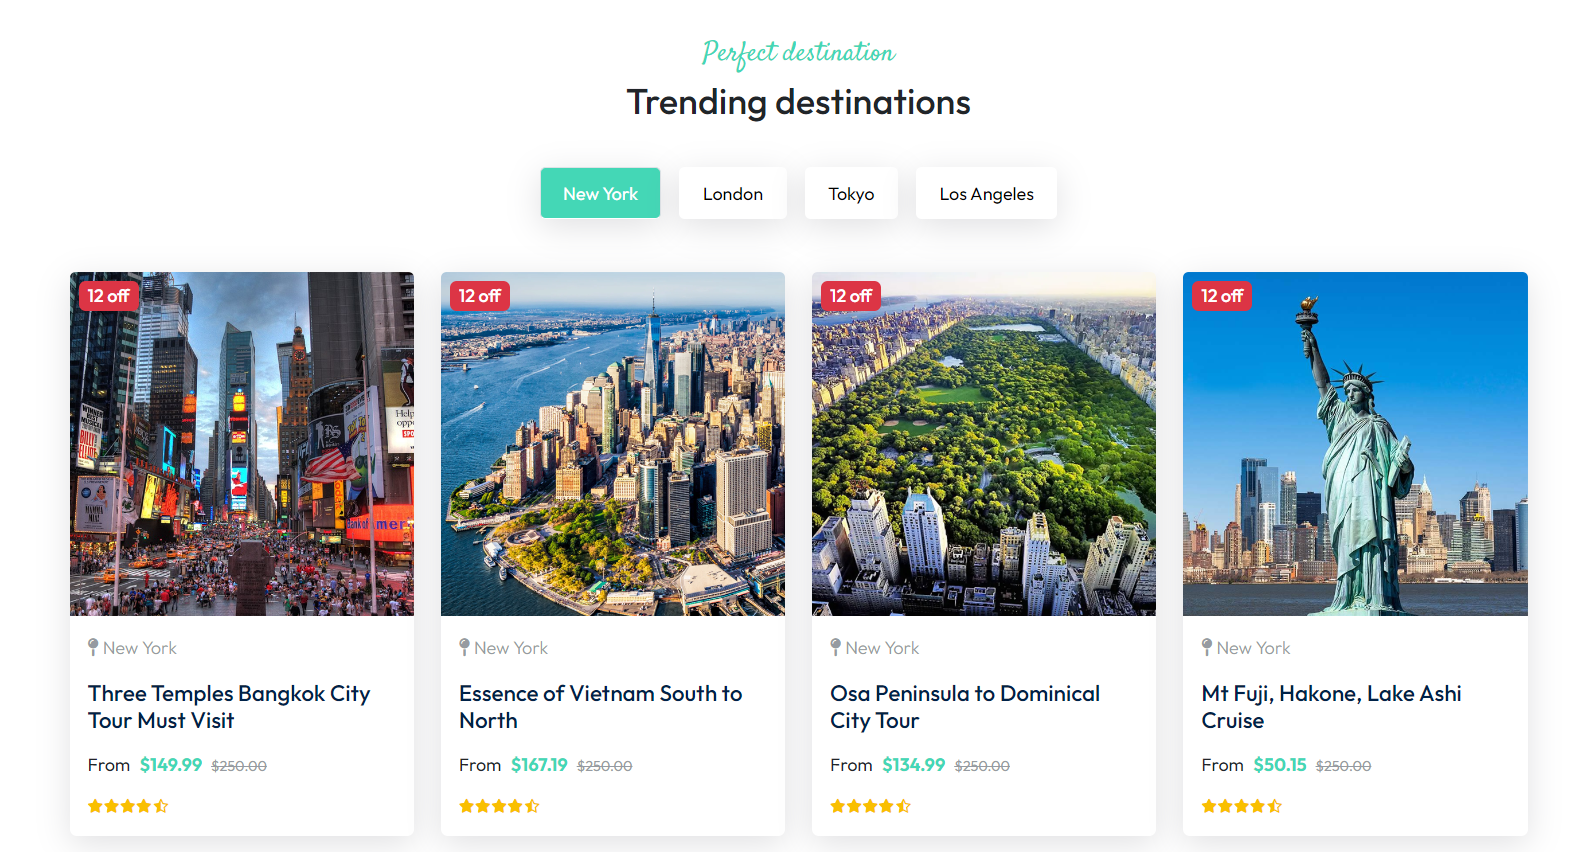 Perfect destination
Trending destinations
New York
London
Tokyo
Los Angeles
12 off
12 off
12 off
12 off
New York
Three Temples Bangkok City
Tour Must Visit
From $149.99 $250.00
New York
Essence of Vietnam South to
North
From $167.19 $250.00
New York
Osa Peninsula to Dominical
City Tour
From $134.99 $250.00
New York
Mt Fuji, Hakone, Lake Ashi
Cruise
From $50.15 $250.00